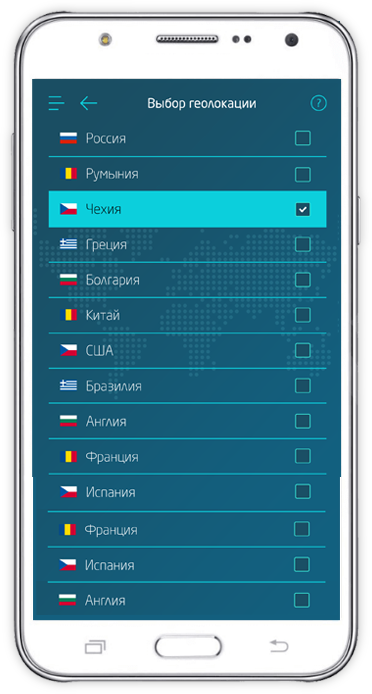 Выбор геолокации
?
Россия
Румыния
Чехия
Греция
Болгария
Китай
США
Бразилия
Англия
Франция
Испания
Франция
Испания
Англия